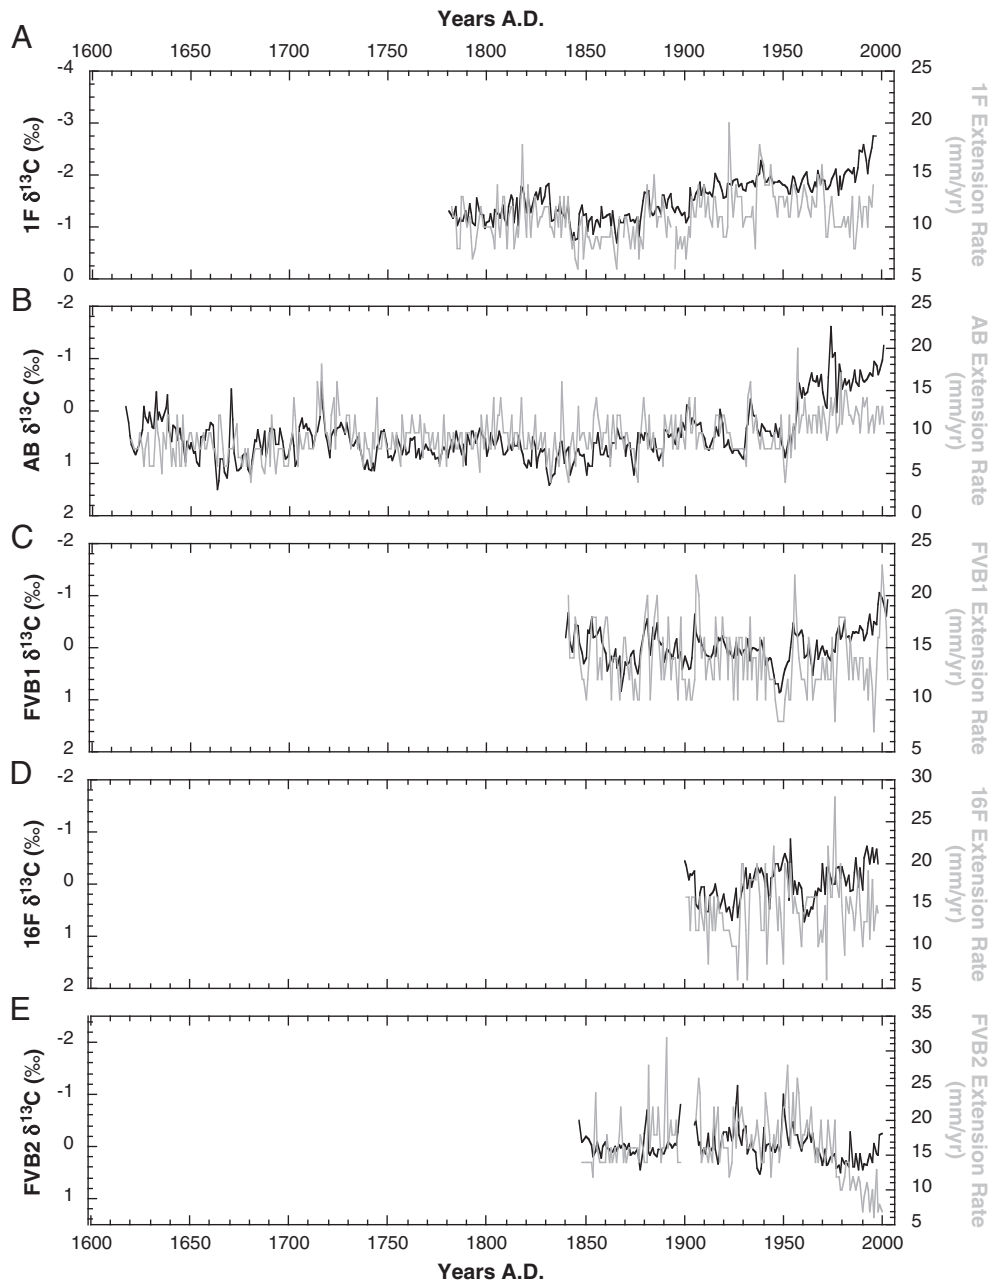 Years A.D.
A
1600 1650 1700 1750 1800 1850 1900 1950 2000
-4
-3
-2
-1
0
1F δ13C (‰)
25
20
15
10
5
1F Extension Rate
(mm/yr)
B
-2
-1
0
1
2
AB δ13C (‰)
25
20
15
10
5
0
AB Extension Rate
(mm/yr)
C
-2
-1
0
1
2
FVB1 δ13C (‰)
25
20
15
10
5
FVB1 Extension Rate
(mm/yr)
D
-2
-1
0
1
2
16F δ13C (‰)
30
25
20
15
10
5
16F Extension Rate
(mm/yr)
E
-2
-1
0
1
FVB2 δ13C (‰)
35
30
25
20
15
10
5
FVB2 Extension Rate
(mm/yr)
1600 1650 1700 1750 1800 1850 1900 1950 2000
Years A.D.